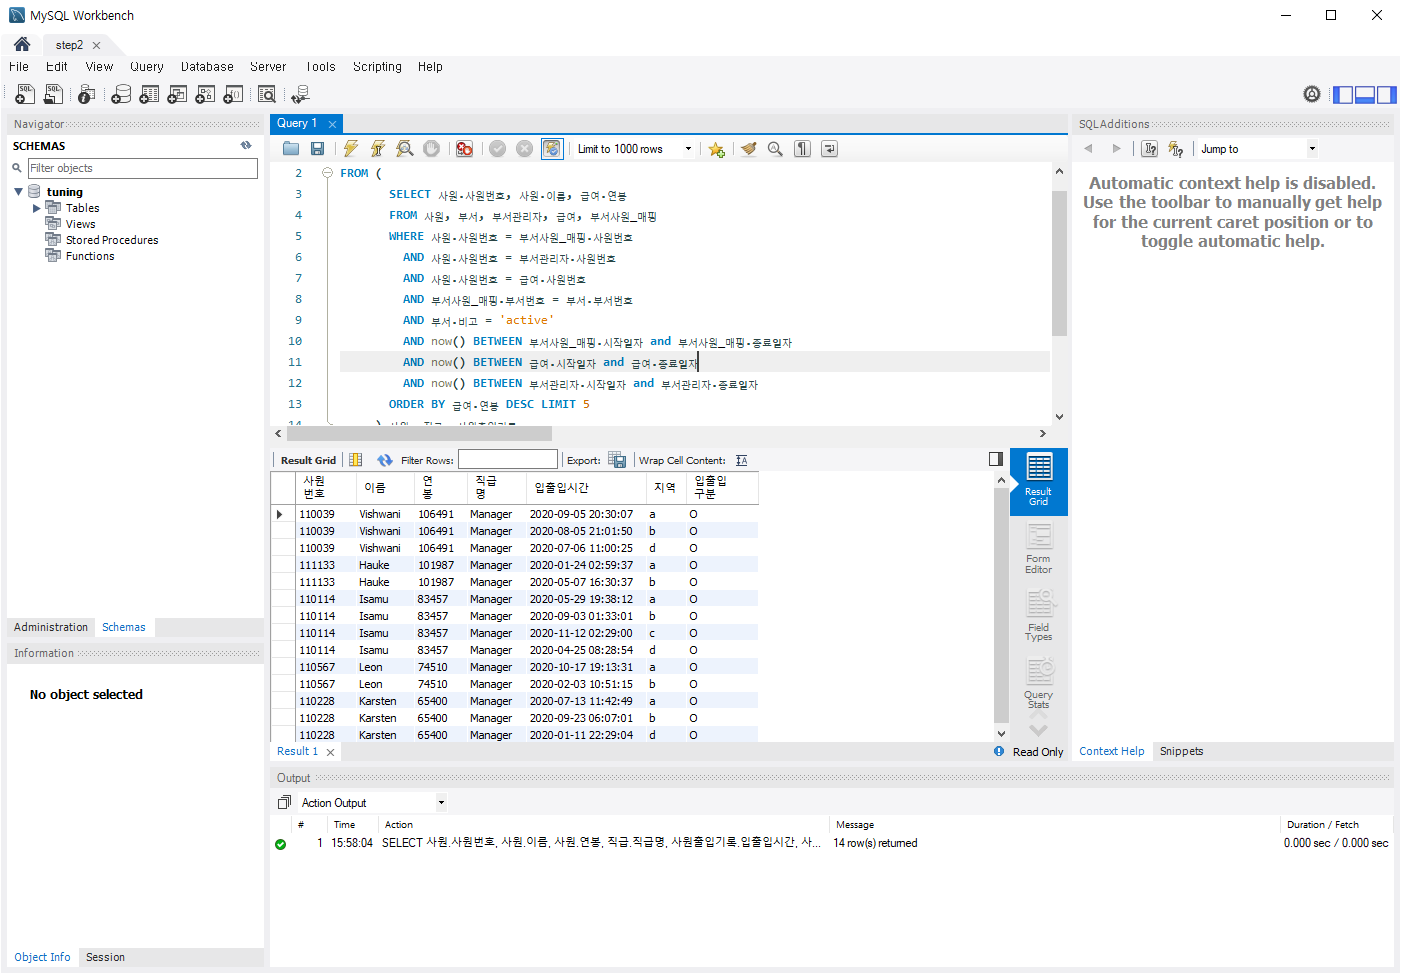 MySQL Workbench
step2
File Edit View Query Database Server Tools Scripting Help
Navigator
SCHEMAS
Filter objects
tuning
Tables
Views
Stored Procedures
Functions
Administration Schemas
Information
No object selected
Object Info Session
Query 1
Limit to 1000 rows
2 FROM (
3 SELECT 사원.사원번호, 사원.이름, 급여.연봉
4 FROM 사원, 부서, 부서관리자, 급여, 부서사원_매핑
5 WHERE 사원.사원번호 = 부서사원_매핑.사원번호
6 AND 사원.사원번호 = 부서관리자.사원번호
7 AND 사원.사원번호 = 급여.사원번호
8 AND 부서사원_매핑.부서번호 = 부서.부서번호
9 AND 부서.비고 = 'active'
10 AND now() BETWEEN 부서사원_매핑.시작일자 and 부서사원_매핑.종료일자
11 AND now() BETWEEN 급여.시작일자 and 급여.종료일자
12 AND now() BETWEEN 부서관리자.시작일자 and 부서관리자.종료일자
13 ORDER BY 급여.연봉 DESC LIMIT 5
Result Grid Filter Rows: Export: Wrap Cell Content: IA
사원번호 이름 연봉 직급명 입출입시간 지역 입출입구분
110039 Vishwani 106491 Manager 2020-09-05 20:30:07 a O
110039 Vishwani 106491 Manager 2020-08-05 21:01:50 b O
110039 Vishwani 106491 Manager 2020-07-06 11:00:25 d O
111133 Hauke 101987 Manager 2020-01-24 02:59:37 a O
111133 Hauke 101987 Manager 2020-05-07 16:30:37 b O
110114 Isamu 83457 Manager 2020-05-29 19:38:12 a O
110114 Isamu 83457 Manager 2020-09-03 01:33:01 b O
110114 Isamu 83457 Manager 2020-11-12 02:29:00 c O
110114 Isamu 83457 Manager 2020-04-25 08:28:54 d O
110567 Leon 74510 Manager 2020-10-17 19:13:31 a O
110567 Leon 74510 Manager 2020-02-03 10:51:15 b O
110228 Karsten 65400 Manager 2020-07-13 11:42:49 a O
110228 Karsten 65400 Manager 2020-09-23 06:07:01 b O
110228 Karsten 65400 Manager 2020-01-11 22:29:04 d O
Result Grid
Form Editor
Field Types
Query Stats
Result 1
Read Only
SQLAdditions
Jump to
Automatic context help is disabled.
Use the toolbar to manually get help
for the current caret position or to
toggle automatic help.
Context Help Snippets
Output
Action Output
# Time Action Message Duration / Fetch
1 15:58:04 SELECT 사원.사원번호, 사원.이름, 사원.연봉, 직급.직급명, 사원출입기록.입출입시간, 사... 14 row(s) returned 0.000 sec / 0.000 sec